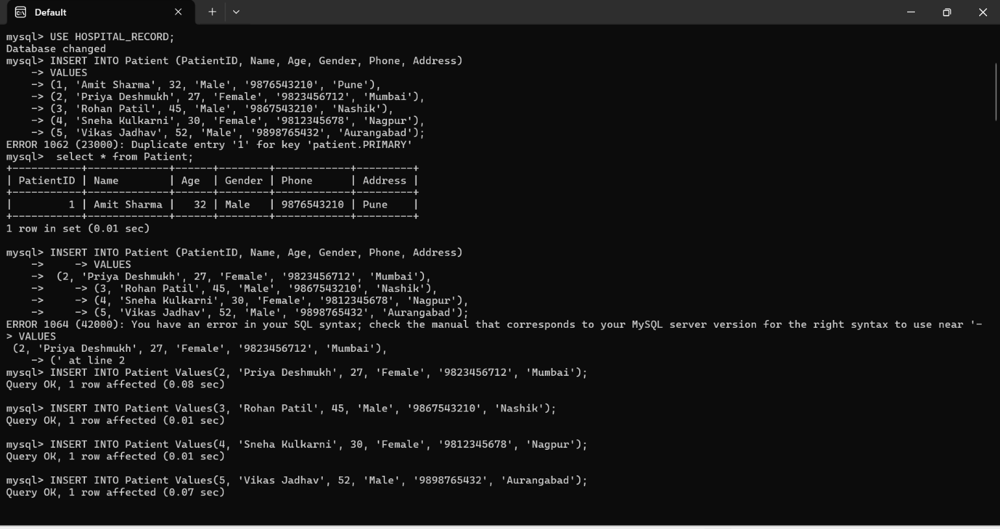 Default
mysql> USE HOSPITAL_RECORD;
Database changed
mysql> INSERT INTO Patient (PatientID, Name, Age, Gender, Phone, Address)
    -> VALUES
    -> (1, 'Amit Sharma', 32, 'Male', '9876543210', 'Pune'),
    -> (2, 'Priya Deshmukh', 27, 'Female', '9823456712', 'Mumbai'),
    -> (3, 'Rohan Patil', 45, 'Male', '9867543210', 'Nashik'),
    -> (4, 'Sneha Kulkarni', 30, 'Female', '9812345678', 'Nagpur'),
    -> (5, 'Vikas Jadhav', 52, 'Male', '9898765432', 'Aurangabad');
ERROR 1062 (23000): Duplicate entry '1' for key 'patient.PRIMARY'
mysql>  select * from Patient;
+-----------+-------------+------+--------+------------+---------+
| PatientID | Name        | Age  | Gender | Phone      | Address |
+-----------+-------------+------+--------+------------+---------+
|         1 | Amit Sharma |   32 | Male   | 9876543210 | Pune    |
+-----------+-------------+------+--------+------------+---------+
1 row in set (0.01 sec)

mysql> INSERT INTO Patient (PatientID, Name, Age, Gender, Phone, Address)
    ->     -> VALUES
    ->  (2, 'Priya Deshmukh', 27, 'Female', '9823456712', 'Mumbai'),
    ->     -> (3, 'Rohan Patil', 45, 'Male', '9867543210', 'Nashik'),
    ->     -> (4, 'Sneha Kulkarni', 30, 'Female', '9812345678', 'Nagpur'),
    ->     -> (5, 'Vikas Jadhav', 52, 'Male', '9898765432', 'Aurangabad');
ERROR 1064 (42000): You have an error in your SQL syntax; check the manual that corresponds to your MySQL server version for the right syntax to use near '-
> VALUES
 (2, 'Priya Deshmukh', 27, 'Female', '9823456712', 'Mumbai'),
    -> (' at line 2
mysql> INSERT INTO Patient Values(2, 'Priya Deshmukh', 27, 'Female', '9823456712', 'Mumbai');
Query OK, 1 row affected (0.08 sec)

mysql> INSERT INTO Patient Values(3, 'Rohan Patil', 45, 'Male', '9867543210', 'Nashik');
Query OK, 1 row affected (0.01 sec)

mysql> INSERT INTO Patient Values(4, 'Sneha Kulkarni', 30, 'Female', '9812345678', 'Nagpur');
Query OK, 1 row affected (0.01 sec)

mysql> INSERT INTO Patient Values(5, 'Vikas Jadhav', 52, 'Male', '9898765432', 'Aurangabad');
Query OK, 1 row affected (0.07 sec)